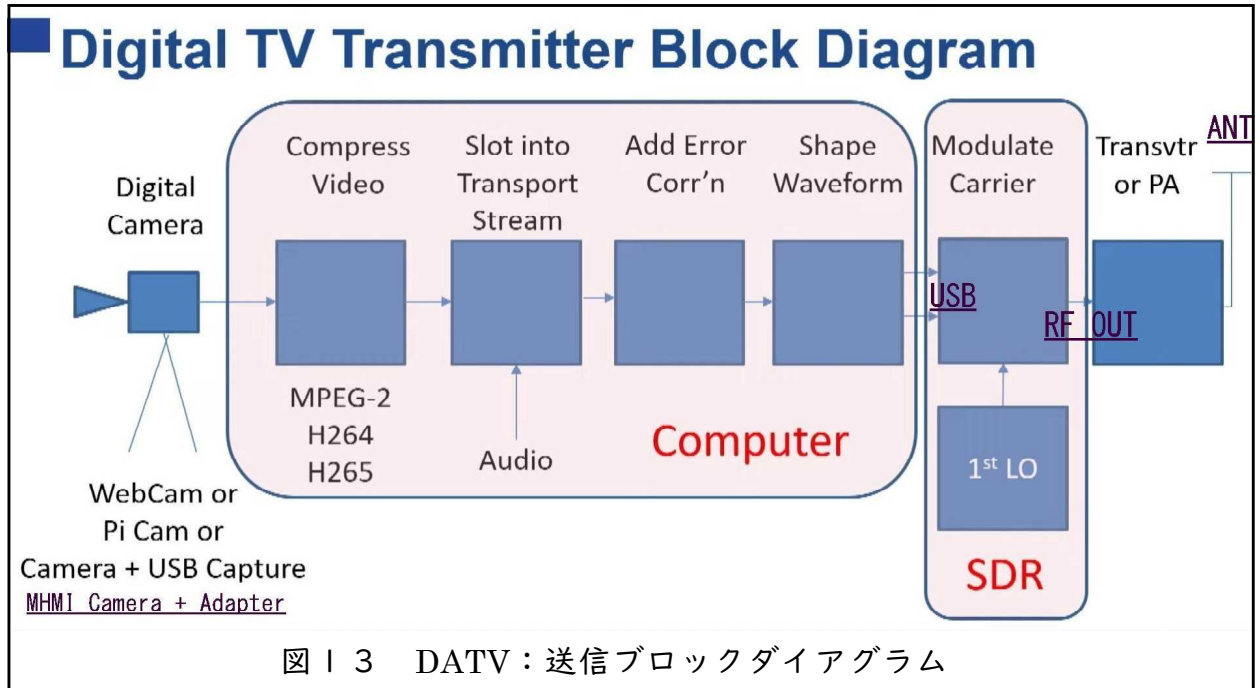 Digital TV Transmitter Block Diagram
Digital
Camera
Compress
Video
Slot into
Transport
Stream
Add Error
Corr'n
Shape
Waveform
Modulate
Carrier
Transvtr
or PA
ANT
USB
RF OUT
MPEG-2
H264
H265
Audio
Computer
1st LO
SDR
WebCam or
Pi Cam or
Camera + USB Capture
MHMI Camera + Adapter
図13 DATV：送信ブロックダイアグラム